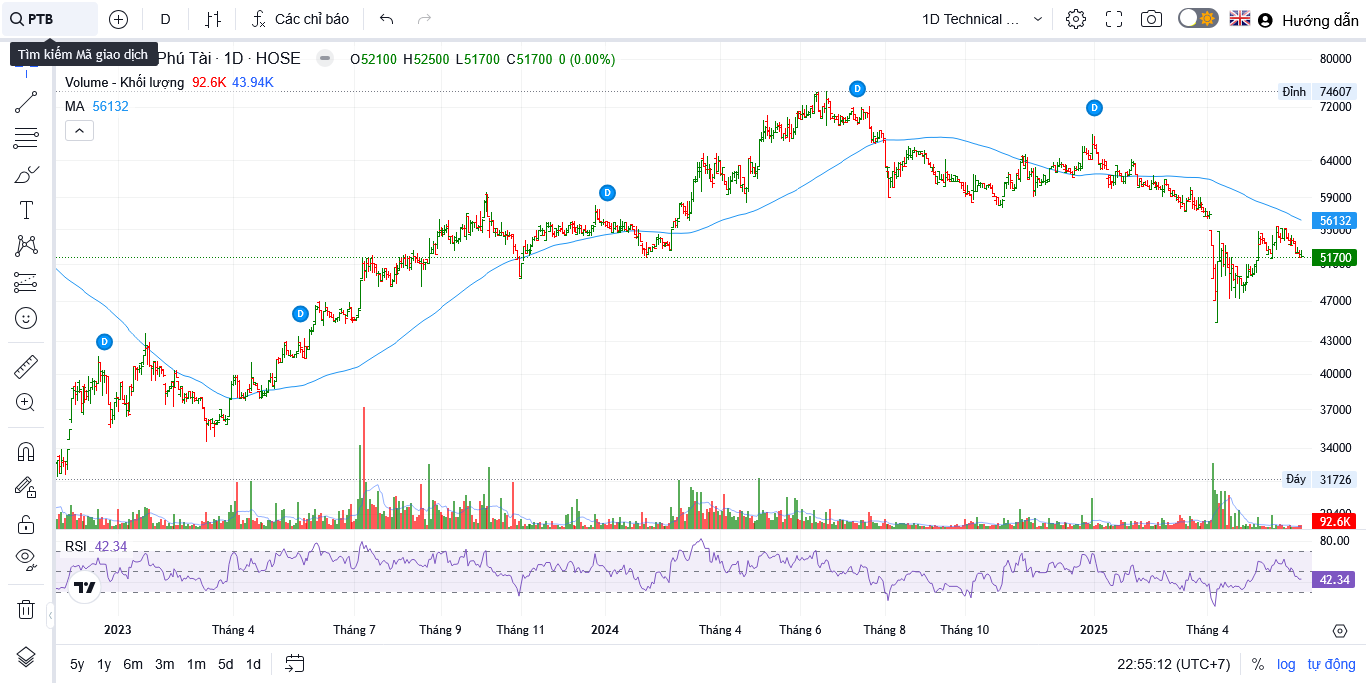 PTB D Các chỉ báo 1D Technical ... Hướng dẫn
Tìm kiếm Mã giao dịch
Phú Tài · 1D · HOSE O52100 H52500 L51700 C51700 0 (0.00%)
Volume - Khối lượng 92.6K 43.94K
MA 56132
80000
Đỉnh 74607
72000
64000
59000
56132
55000
51700
47000
43000
40000
37000
34000
Đáy 31726
92.6K
D
D
D
D
D
RSI 42.34
80.00
42.34
2023 Tháng 4 Tháng 7 Tháng 9 Tháng 11 2024 Tháng 4 Tháng 6 Tháng 8 Tháng 10 2025 Tháng 4
5y 1y 6m 3m 1m 5d 1d 22:55:12 (UTC+7) % log tự động